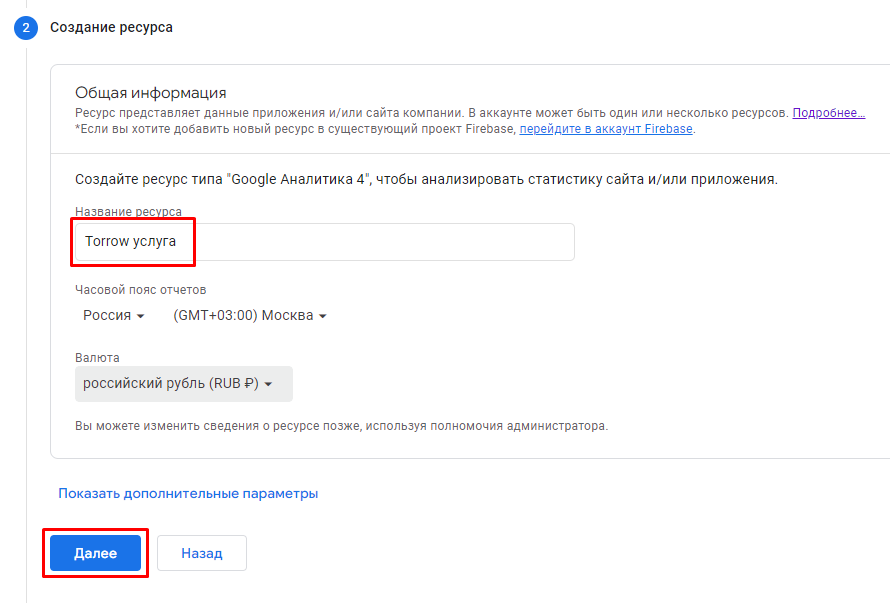 2 Создание ресурса
Общая информация
Ресурс представляет данные приложения и/или сайта компании. В аккаунте может быть один или несколько ресурсов. Подробнее…
*Если вы хотите добавить новый ресурс в существующий проект Firebase, перейдите в аккаунт Firebase.
Создайте ресурс типа "Google Аналитика 4", чтобы анализировать статистику сайта и/или приложения.
Название ресурса
Torrow услуга
Часовой пояс отчетов
Россия (GMT+03:00) Москва
Валюта
российский рубль (RUB ₽)
Вы можете изменить сведения о ресурсе позже, используя полномочия администратора.
Показать дополнительные параметры
Далее Назад